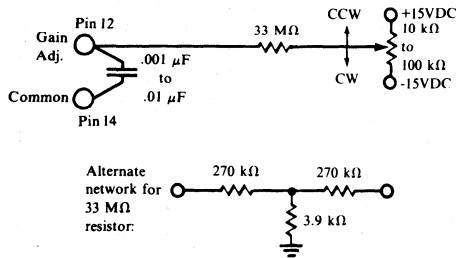 Pin 12
Gain
Adj.
.001 μF
to
.01 μF
Common
Pin 14
33 MΩ
CCW
CW
+15VDC
10 kΩ
to
100 kΩ
-15VDC
Alternate
network for
33 MΩ
resistor:
270 kΩ
270 kΩ
3.9 kΩ